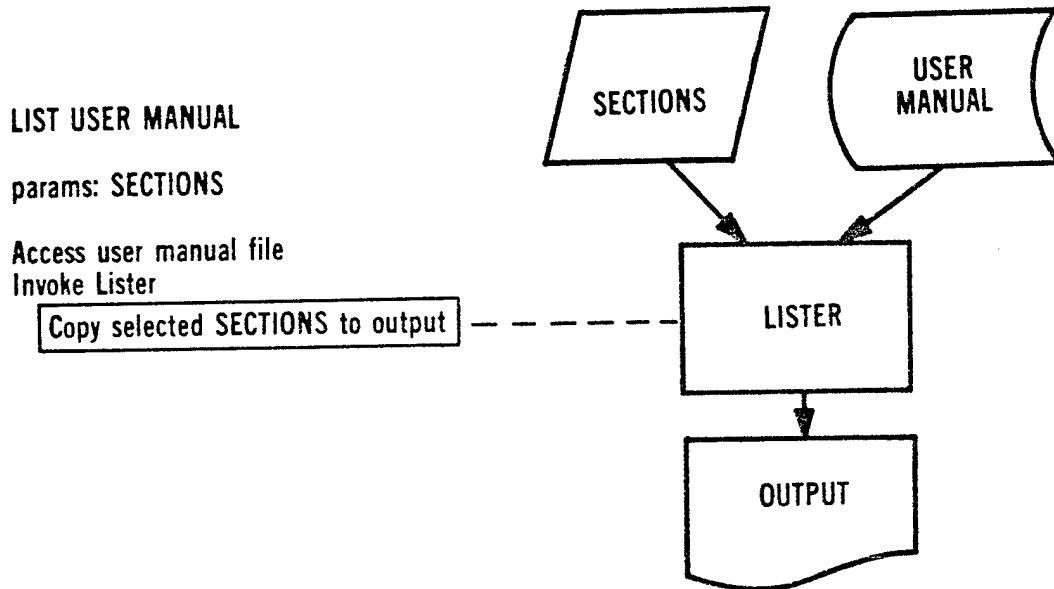 LIST USER MANUAL
params: SECTIONS
Access user manual file
Invoke Lister
Copy selected SECTIONS to output
SECTIONS
USER
MANUAL
LISTER
OUTPUT